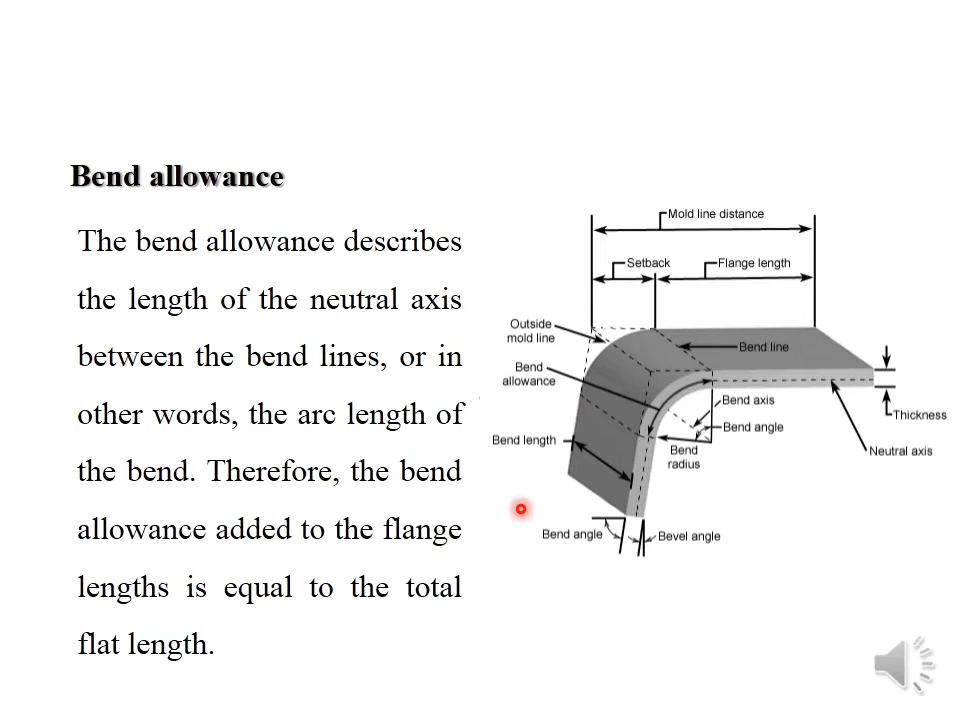 Bend allowance
The bend allowance describes
the length of the neutral axis
between the bend lines, or in
other words, the arc length of
the bend. Therefore, the bend
allowance added to the flange
lengths is equal to the total
flat length.
Mold line distance
Setback
Flange length
Outside
mold line
Bend line
Bend
allowance
Bend axis
Thickness
Bend angle
Bend length
Bend
radius
Neutral axis
Bend angle
Bevel angle